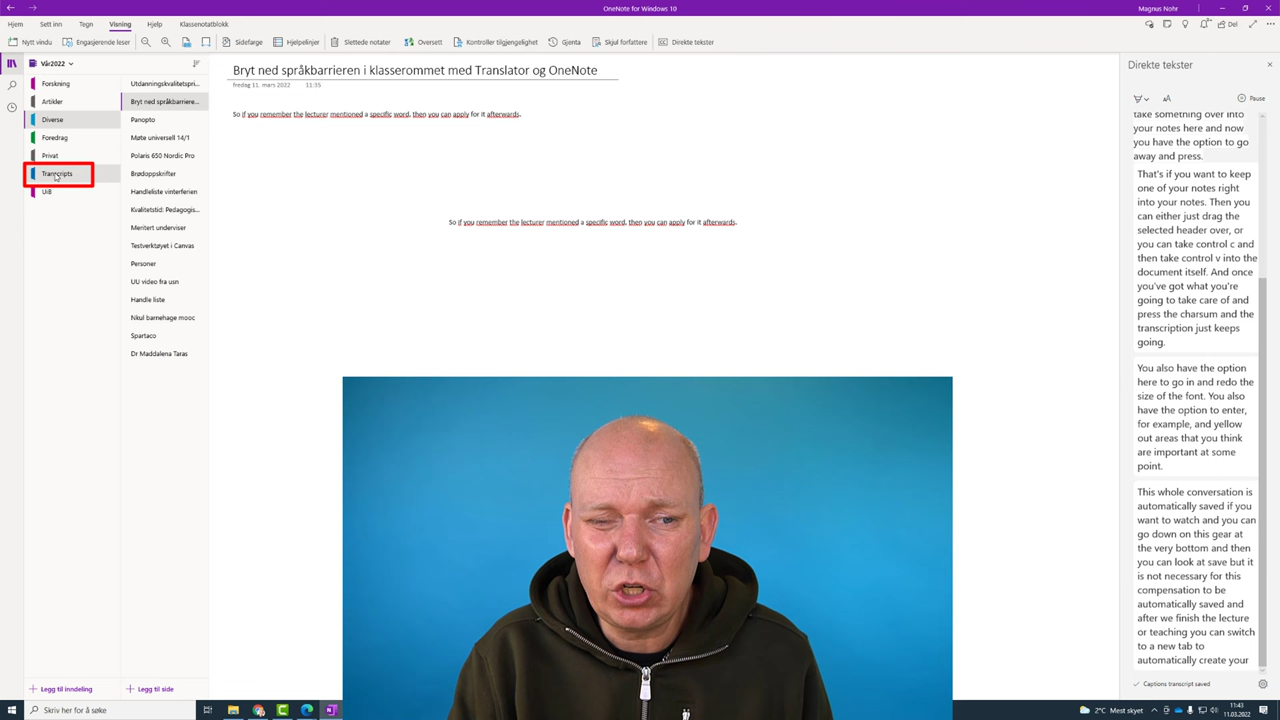 OneNote for Windows 10
Magnus Nohr
Hjem
Sett inn
Tegn
Visning
Hjelp
Klassenotatblokk
Del
Nytt vindu
Engasjerende leser
Sidefarge
Hjelpelinjer
Slettede notater
Oversett
Kontroller tilgjengelighet
Gjenta
Skjul forfattere
Direkte tekster
Vår2022
Forskning
Artikler
Diverse
Foredrag
Privat
Transcripts
UiB
Utdanningskvalitetspri...
Bryt ned språkbarriere...
Panopto
Møte universell 14/1
Polaris 650 Nordic Pro
Brødoppskrifter
Handleliste vinterferien
Kvalitetstid: Pedagogis...
Meritert underviser
Testverktøyet i Canvas
Personer
UU video fra usn
Handle liste
Nkul barnehage mooc
Spartaco
Dr Maddalena Taras
Bryt ned språkbarrieren i klasserommet med Translator og OneNote
fredag 11. mars 2022 11:35
So if you remember the lecturer mentioned a specific word, then you can apply for it afterwards.
So if you remember the lecturer mentioned a specific word, then you can apply for it afterwards.
Direkte tekster
Pause
take something over into
your notes here and now
you have the option to go
away and press.
That's if you want to keep
one of your notes right
into your notes. Then you
can either just drag the
selected header over, or
you can take control c and
then take control v into the
document itself. And once
you've got what you're
going to take care of and
press the charsum and the
transcription just keeps
going.
You also have the option
here to go in and redo the
size of the font. You also
have the option to enter,
for example, and yellow
out areas that you think
are important at some
point.
This whole conversation is
automatically saved if you
want to watch and you can
go down on this gear at
the very bottom and then
you can look at save but it
is not necessary for this
compensation to be
automatically saved and
after we finish the lecture
or teaching you can switch
to a new tab to
automatically create your
Captions transcript saved
Legg til inndeling
Legg til side
Skriv her for å søke
2°C Mest skyet
11:43
11.03.2022